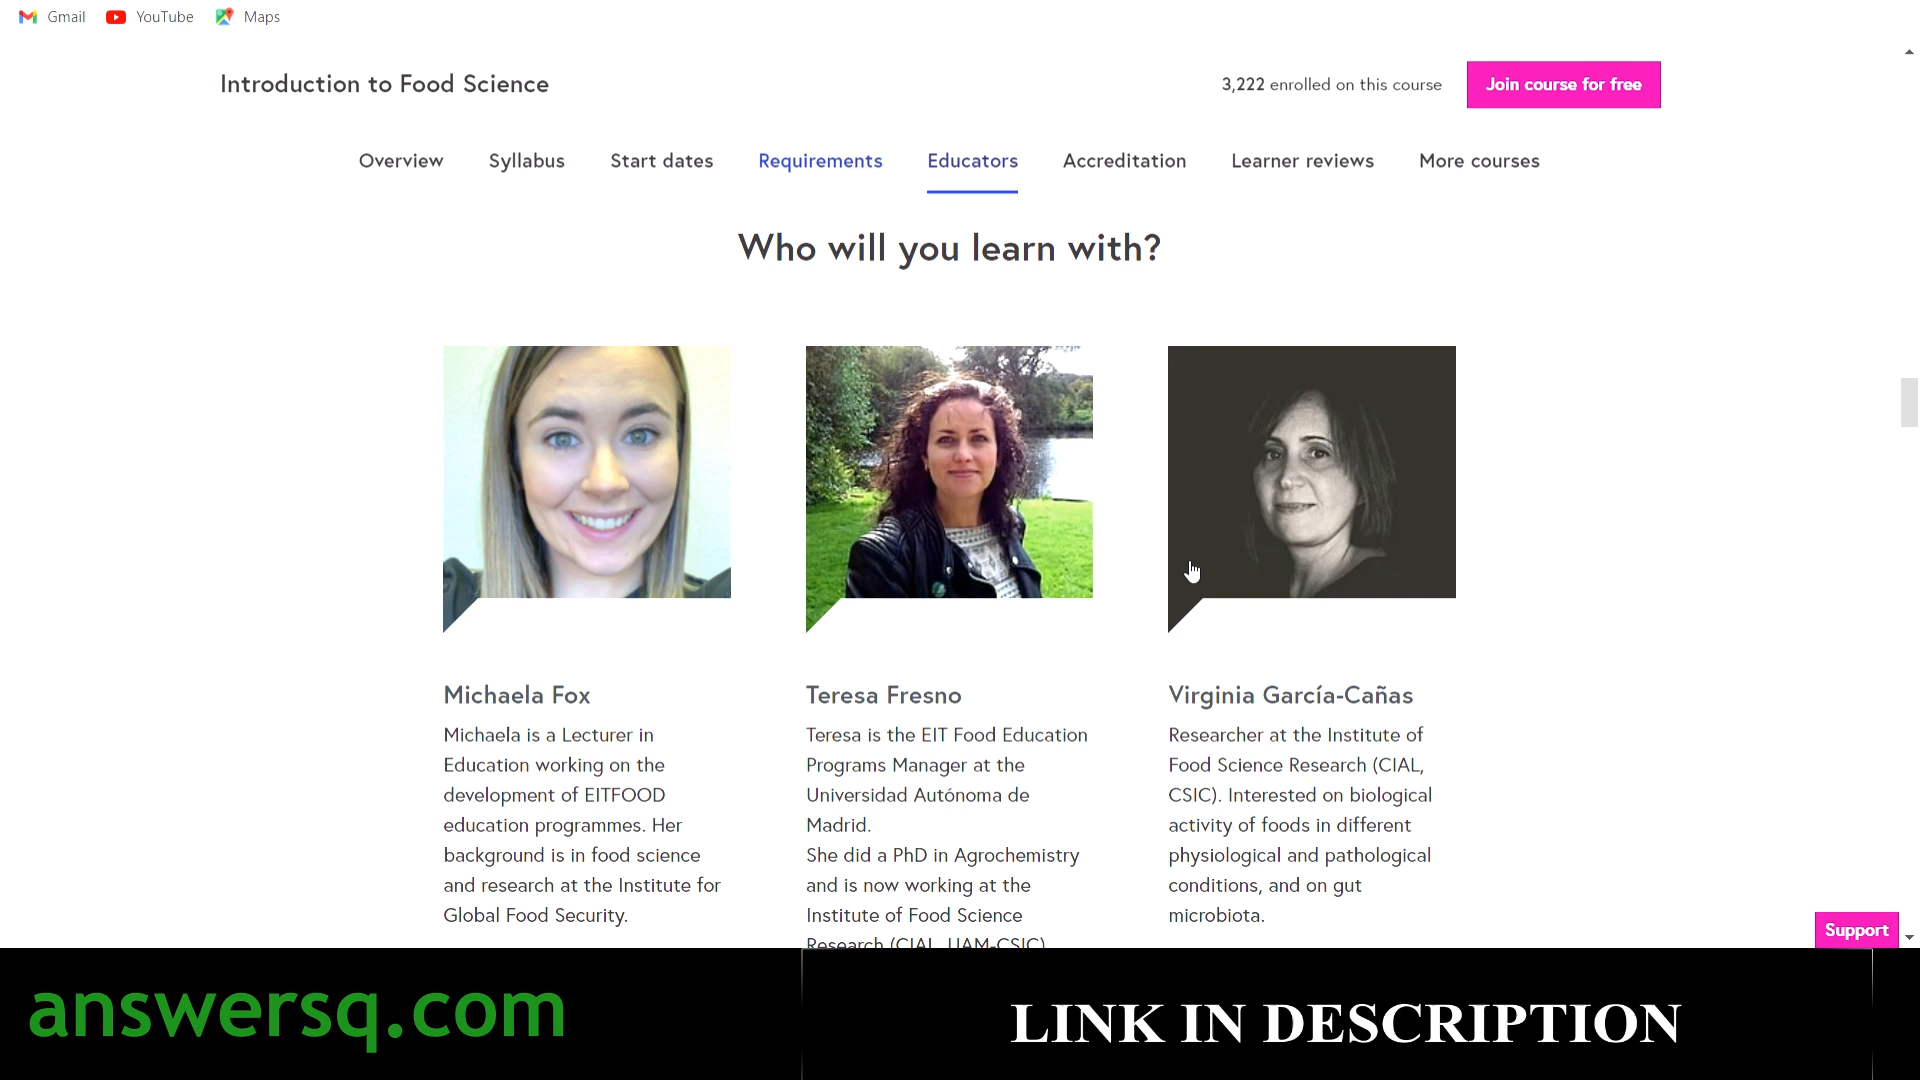 Gmail YouTube Maps
Introduction to Food Science
3,222 enrolled on this course
Join course for free
Overview Syllabus Start dates Requirements Educators Accreditation Learner reviews More courses
Who will you learn with?
Michaela Fox
Michaela is a Lecturer in
Education working on the
development of EITFOOD
education programmes. Her
background is in food science
and research at the Institute for
Global Food Security.
Teresa Fresno
Teresa is the EIT Food Education
Programs Manager at the
Universidad Autónoma de
Madrid.
She did a PhD in Agrochemistry
and is now working at the
Institute of Food Science
Research (CIAL, UAM-CSIC)
Virginia García-Cañas
Researcher at the Institute of
Food Science Research (CIAL,
CSIC). Interested on biological
activity of foods in different
physiological and pathological
conditions, and on gut
microbiota.
Support
answersq.com
LINK IN DESCRIPTION